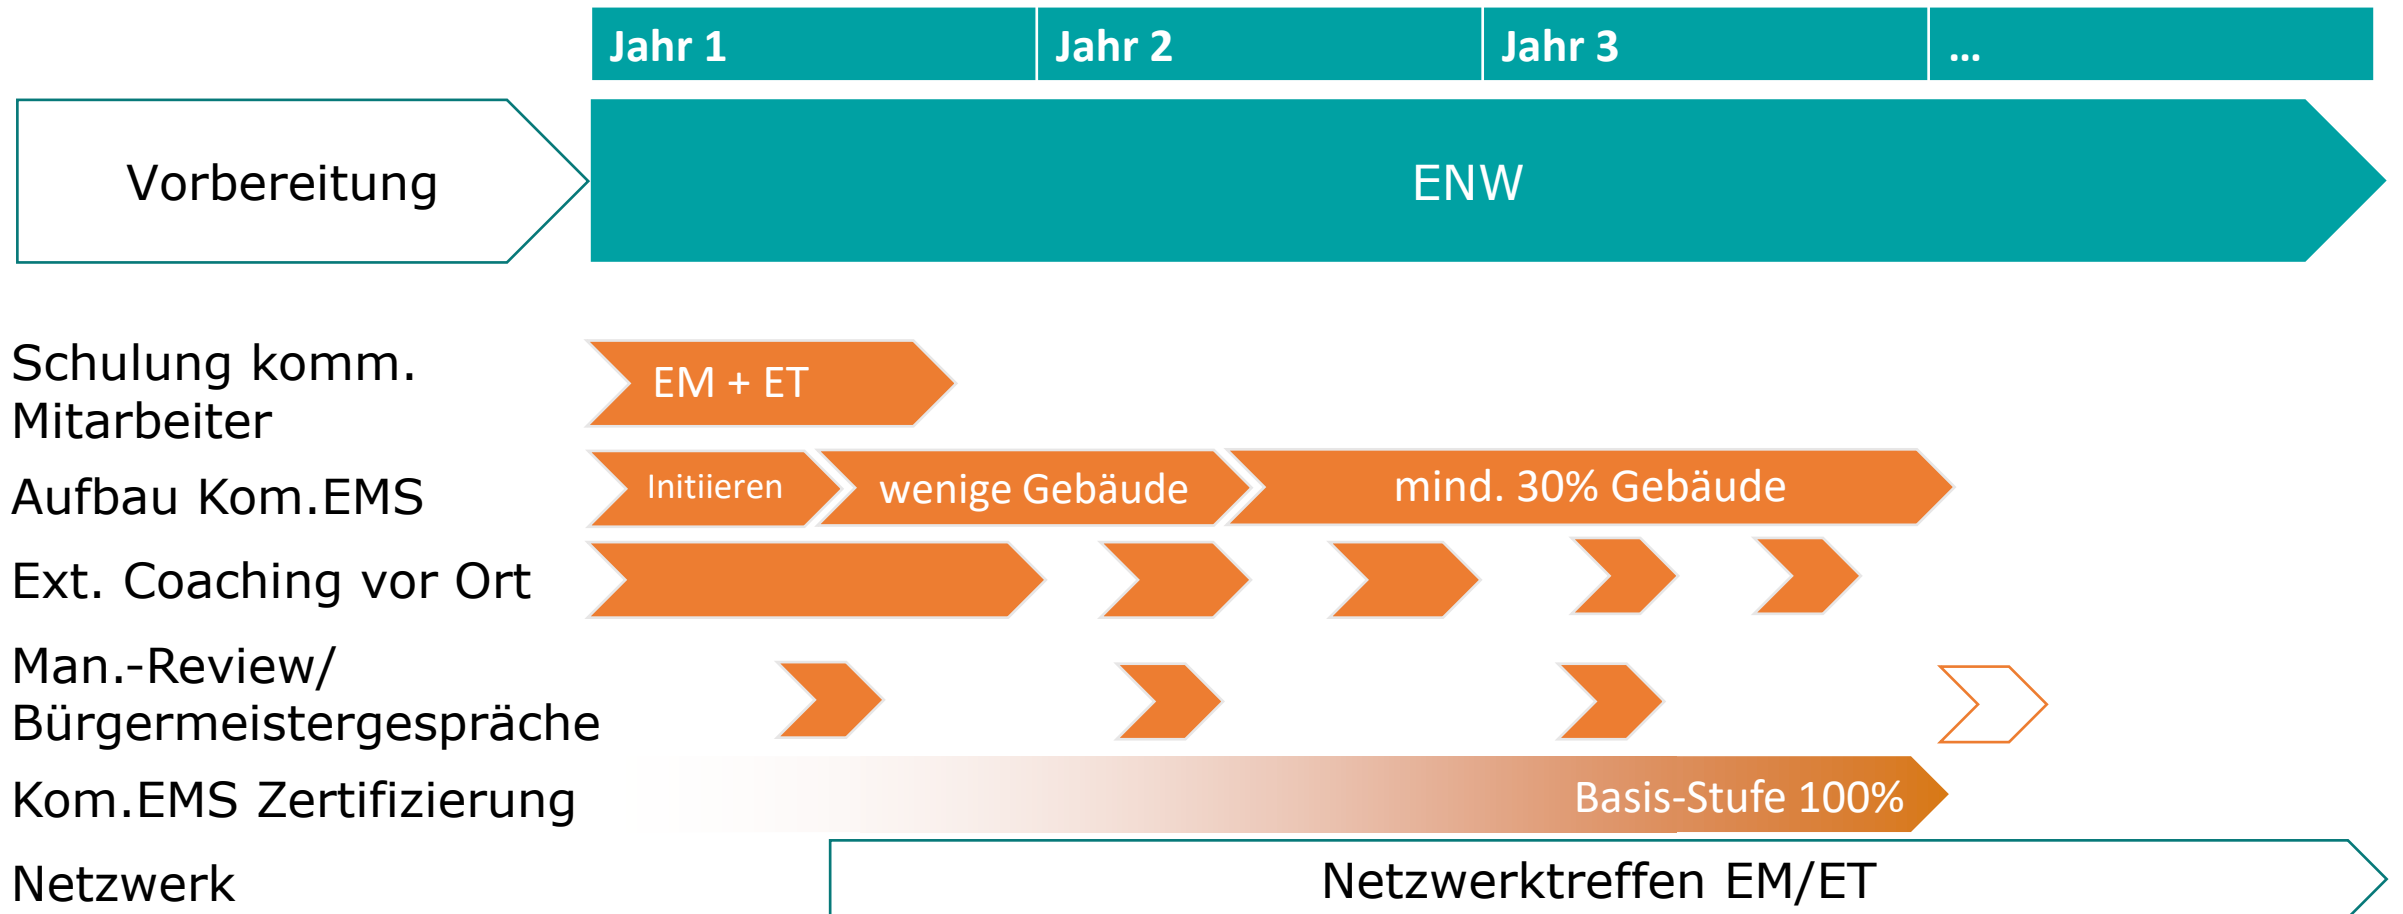 Jahr 1
Jahr 2
Jahr 3
...
Vorbereitung
ENW
Schulung komm.
Mitarbeiter
EM + ET
Aufbau Kom.EMS
Initiieren
wenige Gebäude
mind. 30% Gebäude
Ext. Coaching vor Ort
Man.-Review/
Bürgermeistergespräche
Kom.EMS Zertifizierung
Basis-Stufe 100%
Netzwerk
Netzwerktreffen EM/ET